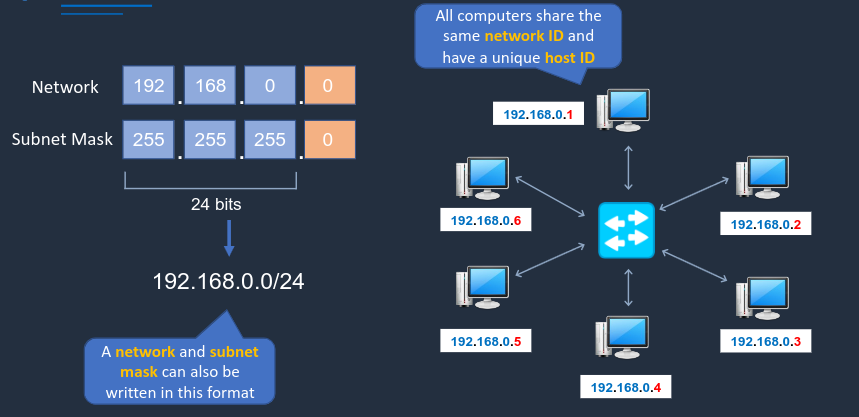 All computers share the
same network ID and
have a unique host ID
Network 192 . 168 . 0 . 0
Subnet Mask 255 . 255 . 255 . 0
24 bits
192.168.0.0/24
A network and subnet
mask can also be
written in this format
192.168.0.1
192.168.0.6
192.168.0.2
192.168.0.5
192.168.0.3
192.168.0.4